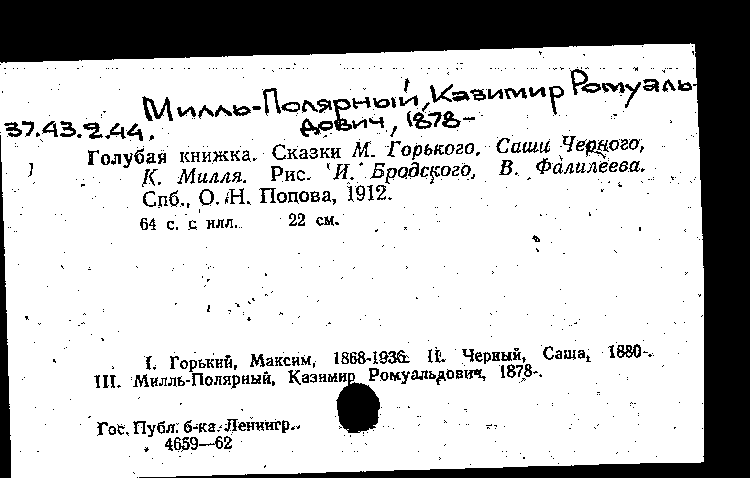 Милль-Полярный, Казимир Ромуаль-
дович, 1878-
37.43.2.44.
Голубая книжка. Сказки М. Горького, Саши Черного,
К. Милля. Рис. И. Бродского, В. Фалилеева.
Спб., О. Н. Попова, 1912.
64 с. с илл. 22 см.
I. Горький, Максим, 1868-1936. II. Черный, Саша, 1880-.
III. Милль-Полярный, Казимир Ромуальдович, 1878-.
Гос. Публ. б-ка. Ленингр.
4659—62